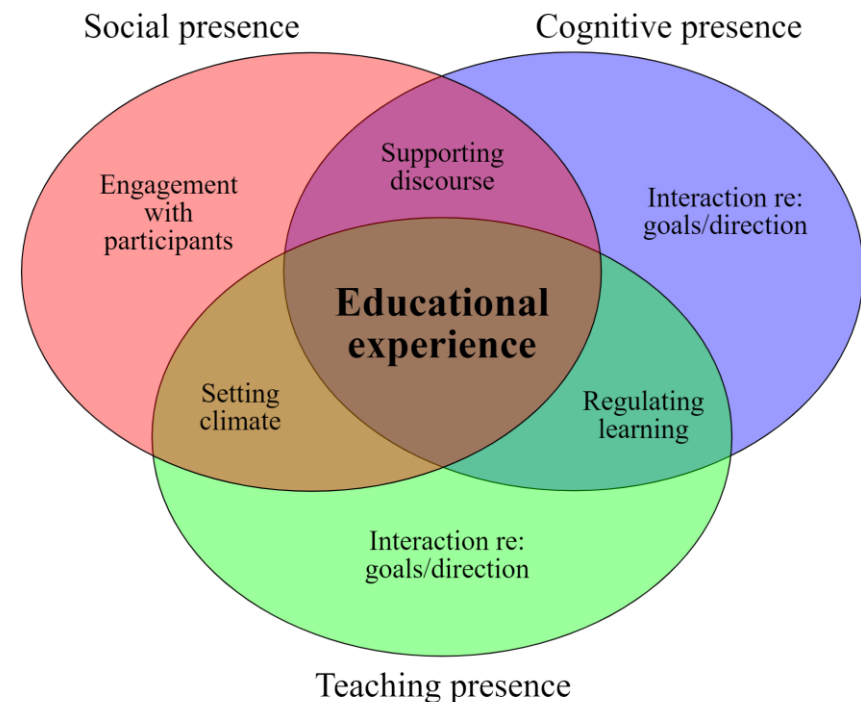 Social presence
Cognitive presence
Supporting
discourse
Engagement
with
participants
Interaction re:
goals/direction
Educational
experience
Setting
climate
Regulating
learning
Interaction re:
goals/direction
Teaching presence